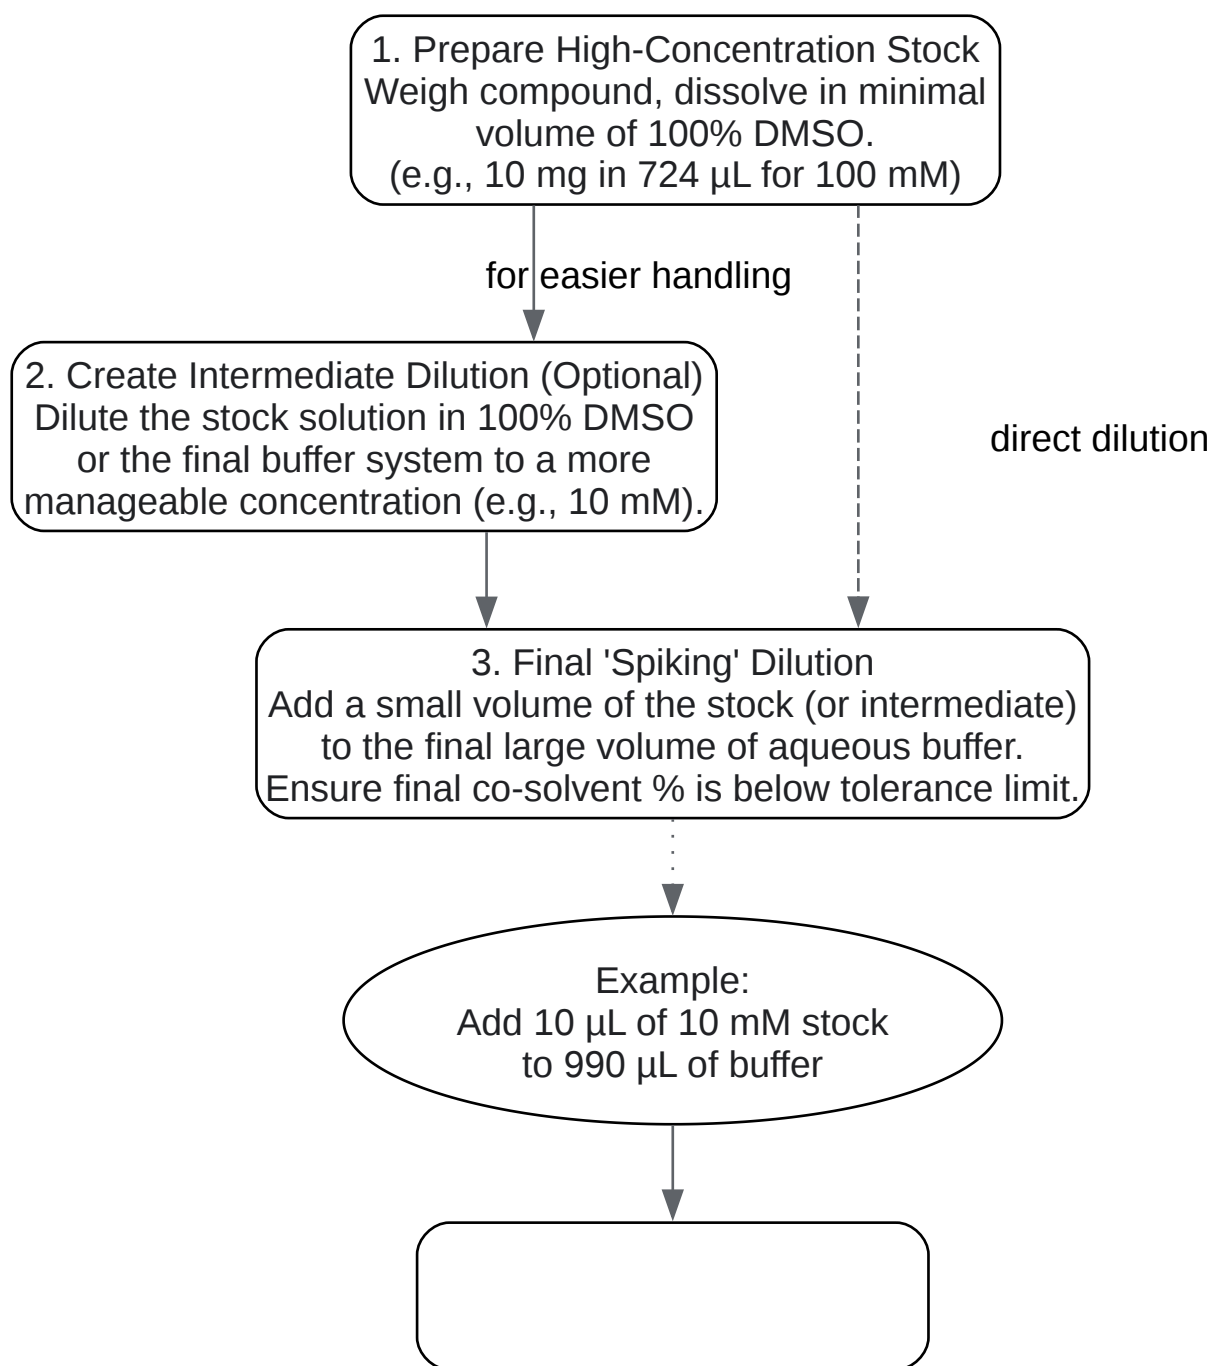 1. Prepare High-Concentration Stock
Weigh compound, dissolve in minimal
volume of 100% DMSO.
(e.g., 10 mg in 724 µL for 100 mM)
for easier handling
2. Create Intermediate Dilution (Optional)
Dilute the stock solution in 100% DMSO
or the final buffer system to a more
manageable concentration (e.g., 10 mM).
direct dilution
3. Final 'Spiking' Dilution
Add a small volume of the stock (or intermediate)
to the final large volume of aqueous buffer.
Ensure final co-solvent % is below tolerance limit.
Example:
Add 10 µL of 10 mM stock
to 990 µL of buffer